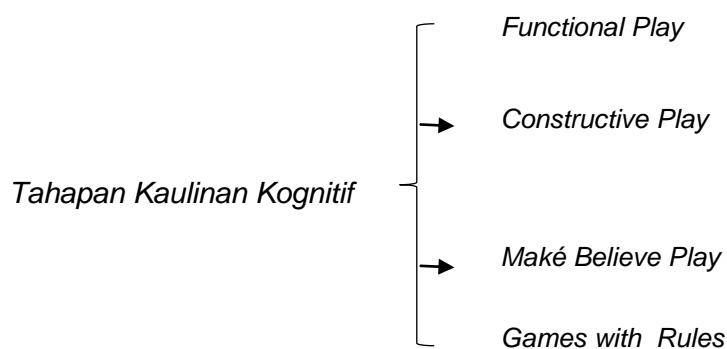 Functional Play
Constructive Play
Tahapan Kaulinan Kognitif
Maké Believe Play
Games with Rules